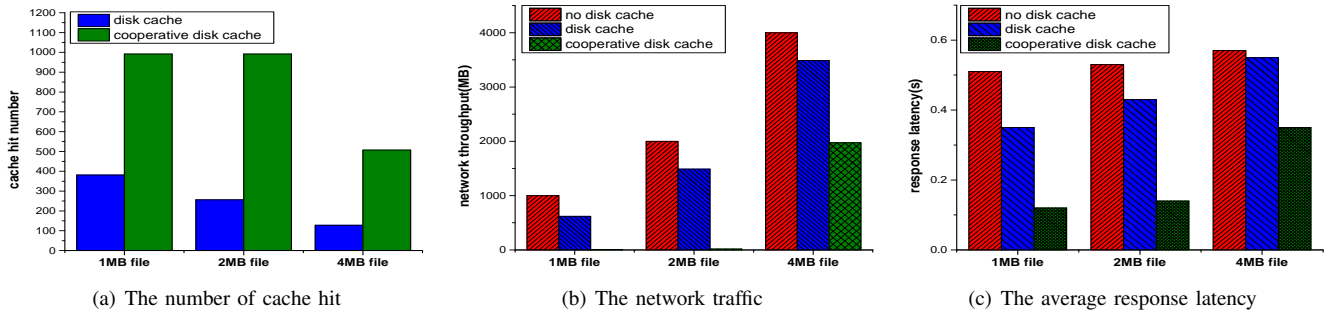 1200
1100
1000
900
800
700
600
500
400
300
200
100
0
cache hit number
disk cache
cooperative disk cache
1MB file 2MB file 4MB file
(a) The number of cache hit
4000
3000
2000
1000
0
network throughput(MB)
no disk cache
disk cache
cooperative disk cache
1MB file 2MB file 4MB file
(b) The network traffic
0.6
0.4
0.2
0.0
response latency(s)
no disk cache
disk cache
cooperative disk cache
1MB file 2MB file 4MB file
(c) The average response latency